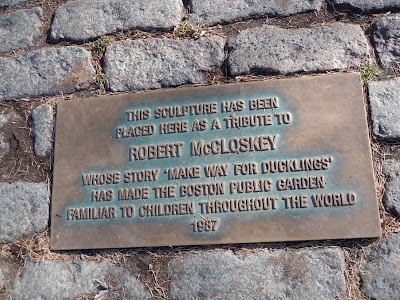 THIS SCULPTURE HAS BEEN
PLACED HERE AS A TRIBUTE TO
ROBERT McCLOSKEY
WHOSE STORY 'MAKE WAY FOR DUCKLINGS'
HAS MADE THE BOSTON PUBLIC GARDEN
FAMILIAR TO CHILDREN THROUGHOUT THE WORLD
1987